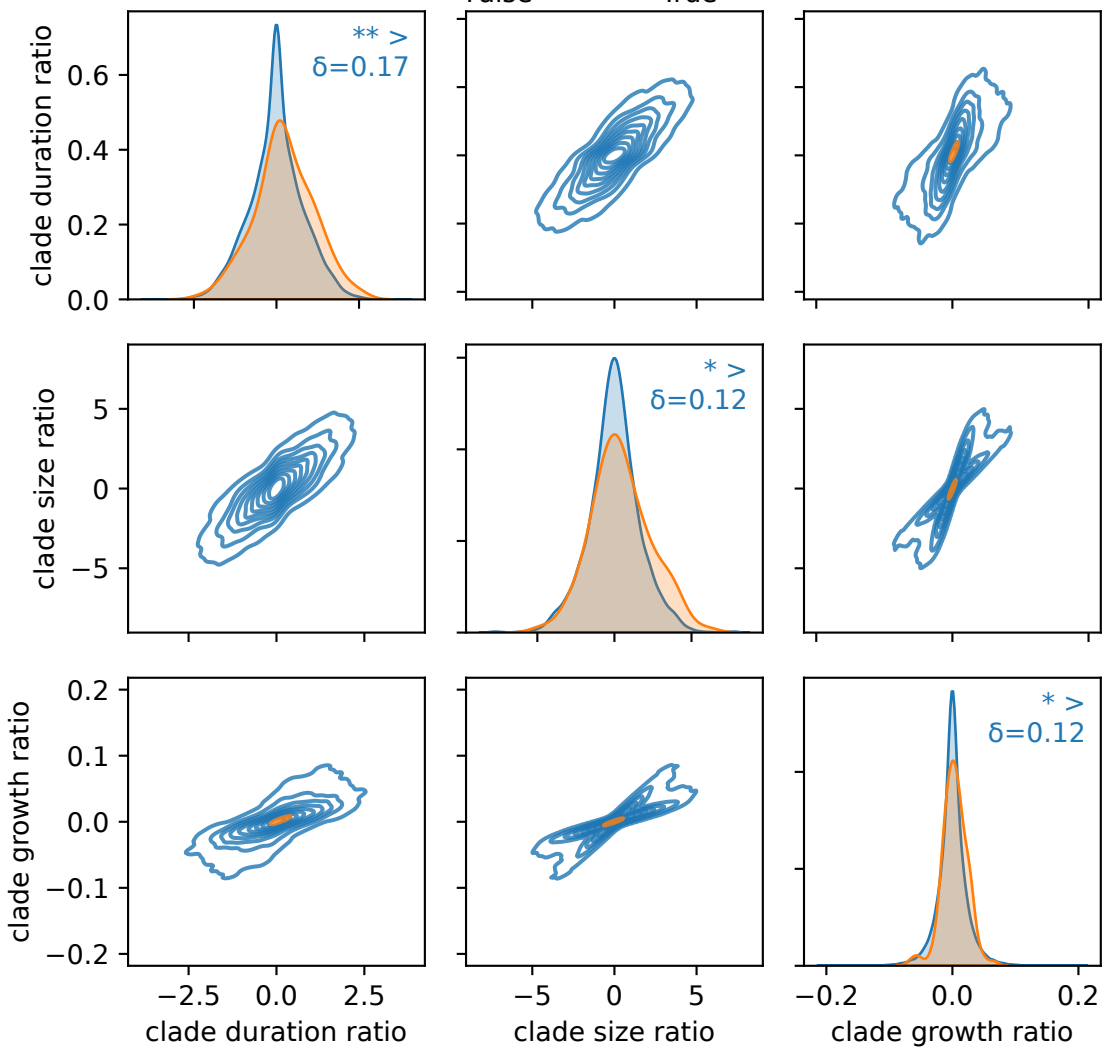 True
clade duration ratio
0.6
0.4
0.2
0.0
** >
δ=0.17
clade size ratio
5
0
−5
* >
δ=0.12
clade growth ratio
0.2
0.1
0.0
−0.1
−0.2
* >
δ=0.12
−2.5 0.0 2.5
−5 0 5
−0.2 0.0 0.2
clade duration ratio
clade size ratio
clade growth ratio